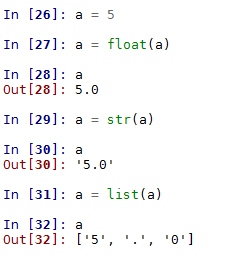 In [26]: a = 5
In [27]: a = float(a)
In [28]: a
Out[28]: 5.0
In [29]: a = str(a)
In [30]: a
Out[30]: '5.0'
In [31]: a = list(a)
In [32]: a
Out[32]: ['5', '.', '0']